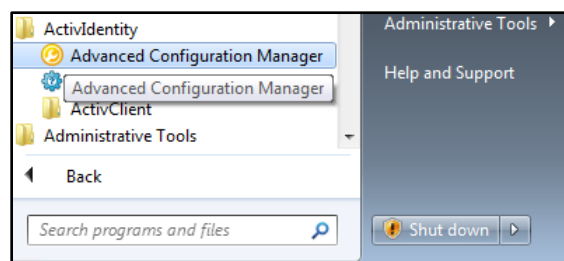 ActivIdentity
Advanced Configuration Manager
Advanced Configuration Manager
ActivClient
Administrative Tools
Back
Search programs and files
Administrative Tools
Help and Support
Shut down